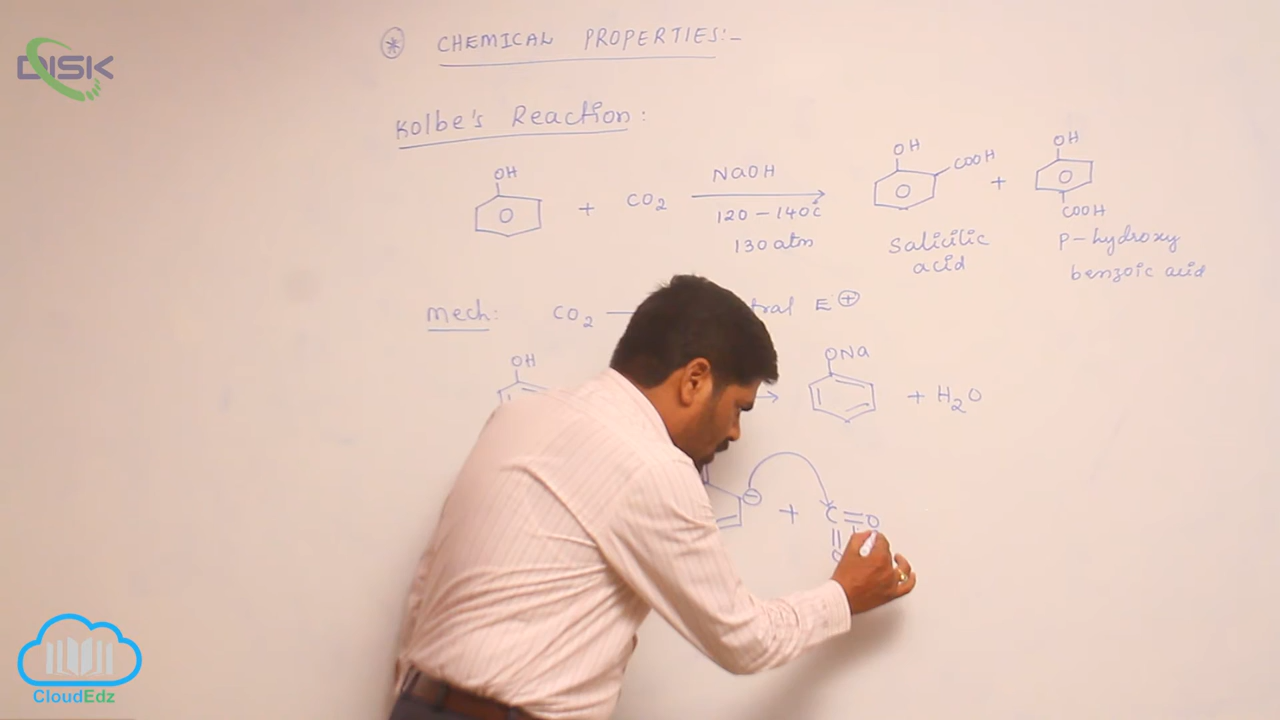 DISK
* CHEMICAL PROPERTIES:-
Kolbe's Reaction:
OH
+ CO2
NaOH
120-140°C
130 atm
OH
COOH
+
OH
COOH
Salicilic
acid
P-hydroxy
benzoic acid
mech: CO2 tral E⊕
OH
ONa
+ H2O
⊖ + C=O
CloudEdz